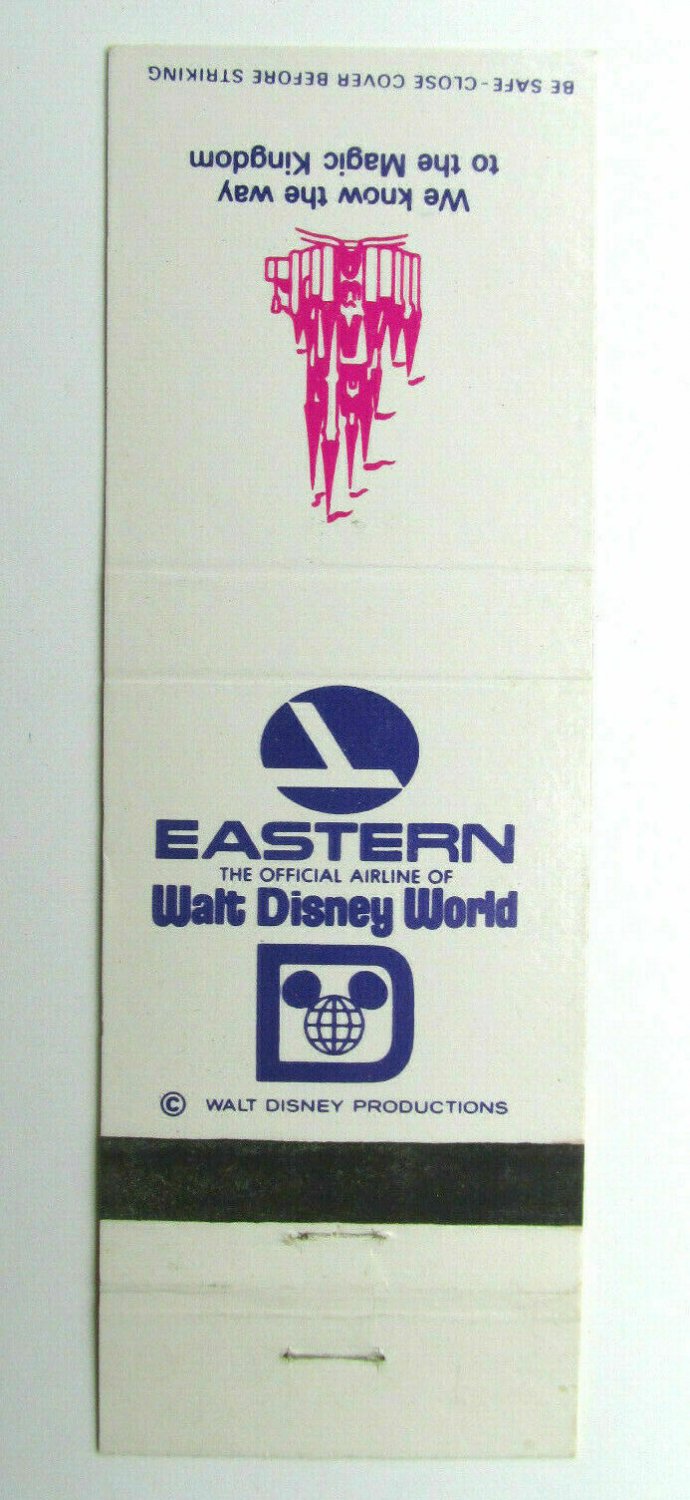 BE SAFE - CLOSE COVER BEFORE STRIKING
We know the way
to the Magic Kingdom
EASTERN
THE OFFICIAL AIRLINE OF
Walt Disney World
© WALT DISNEY PRODUCTIONS